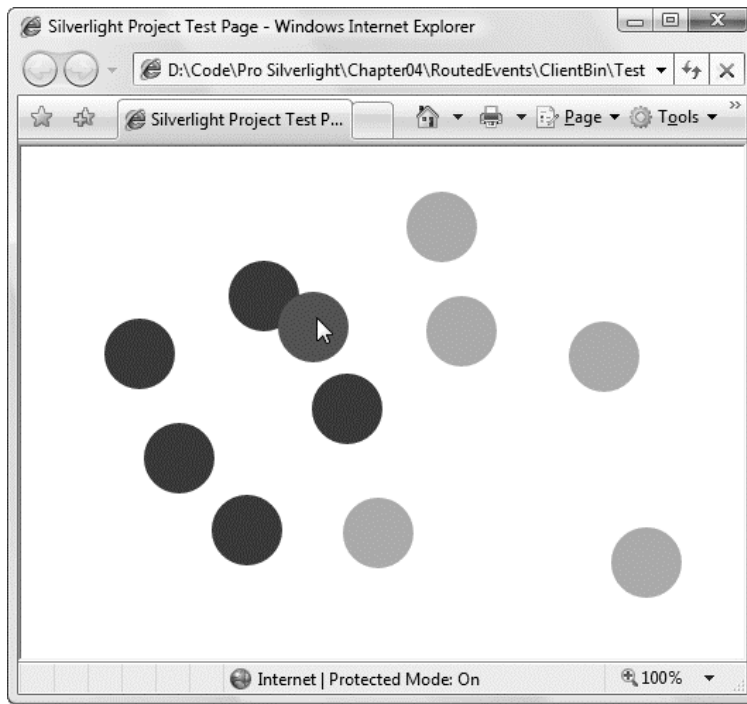 Silverlight Project Test Page - Windows Internet Explorer
D:\Code\Pro Silverlight\Chapter04\RoutedEvents\ClientBin\Test
Silverlight Project Test P... Page Tools
Internet | Protected Mode: On 100%